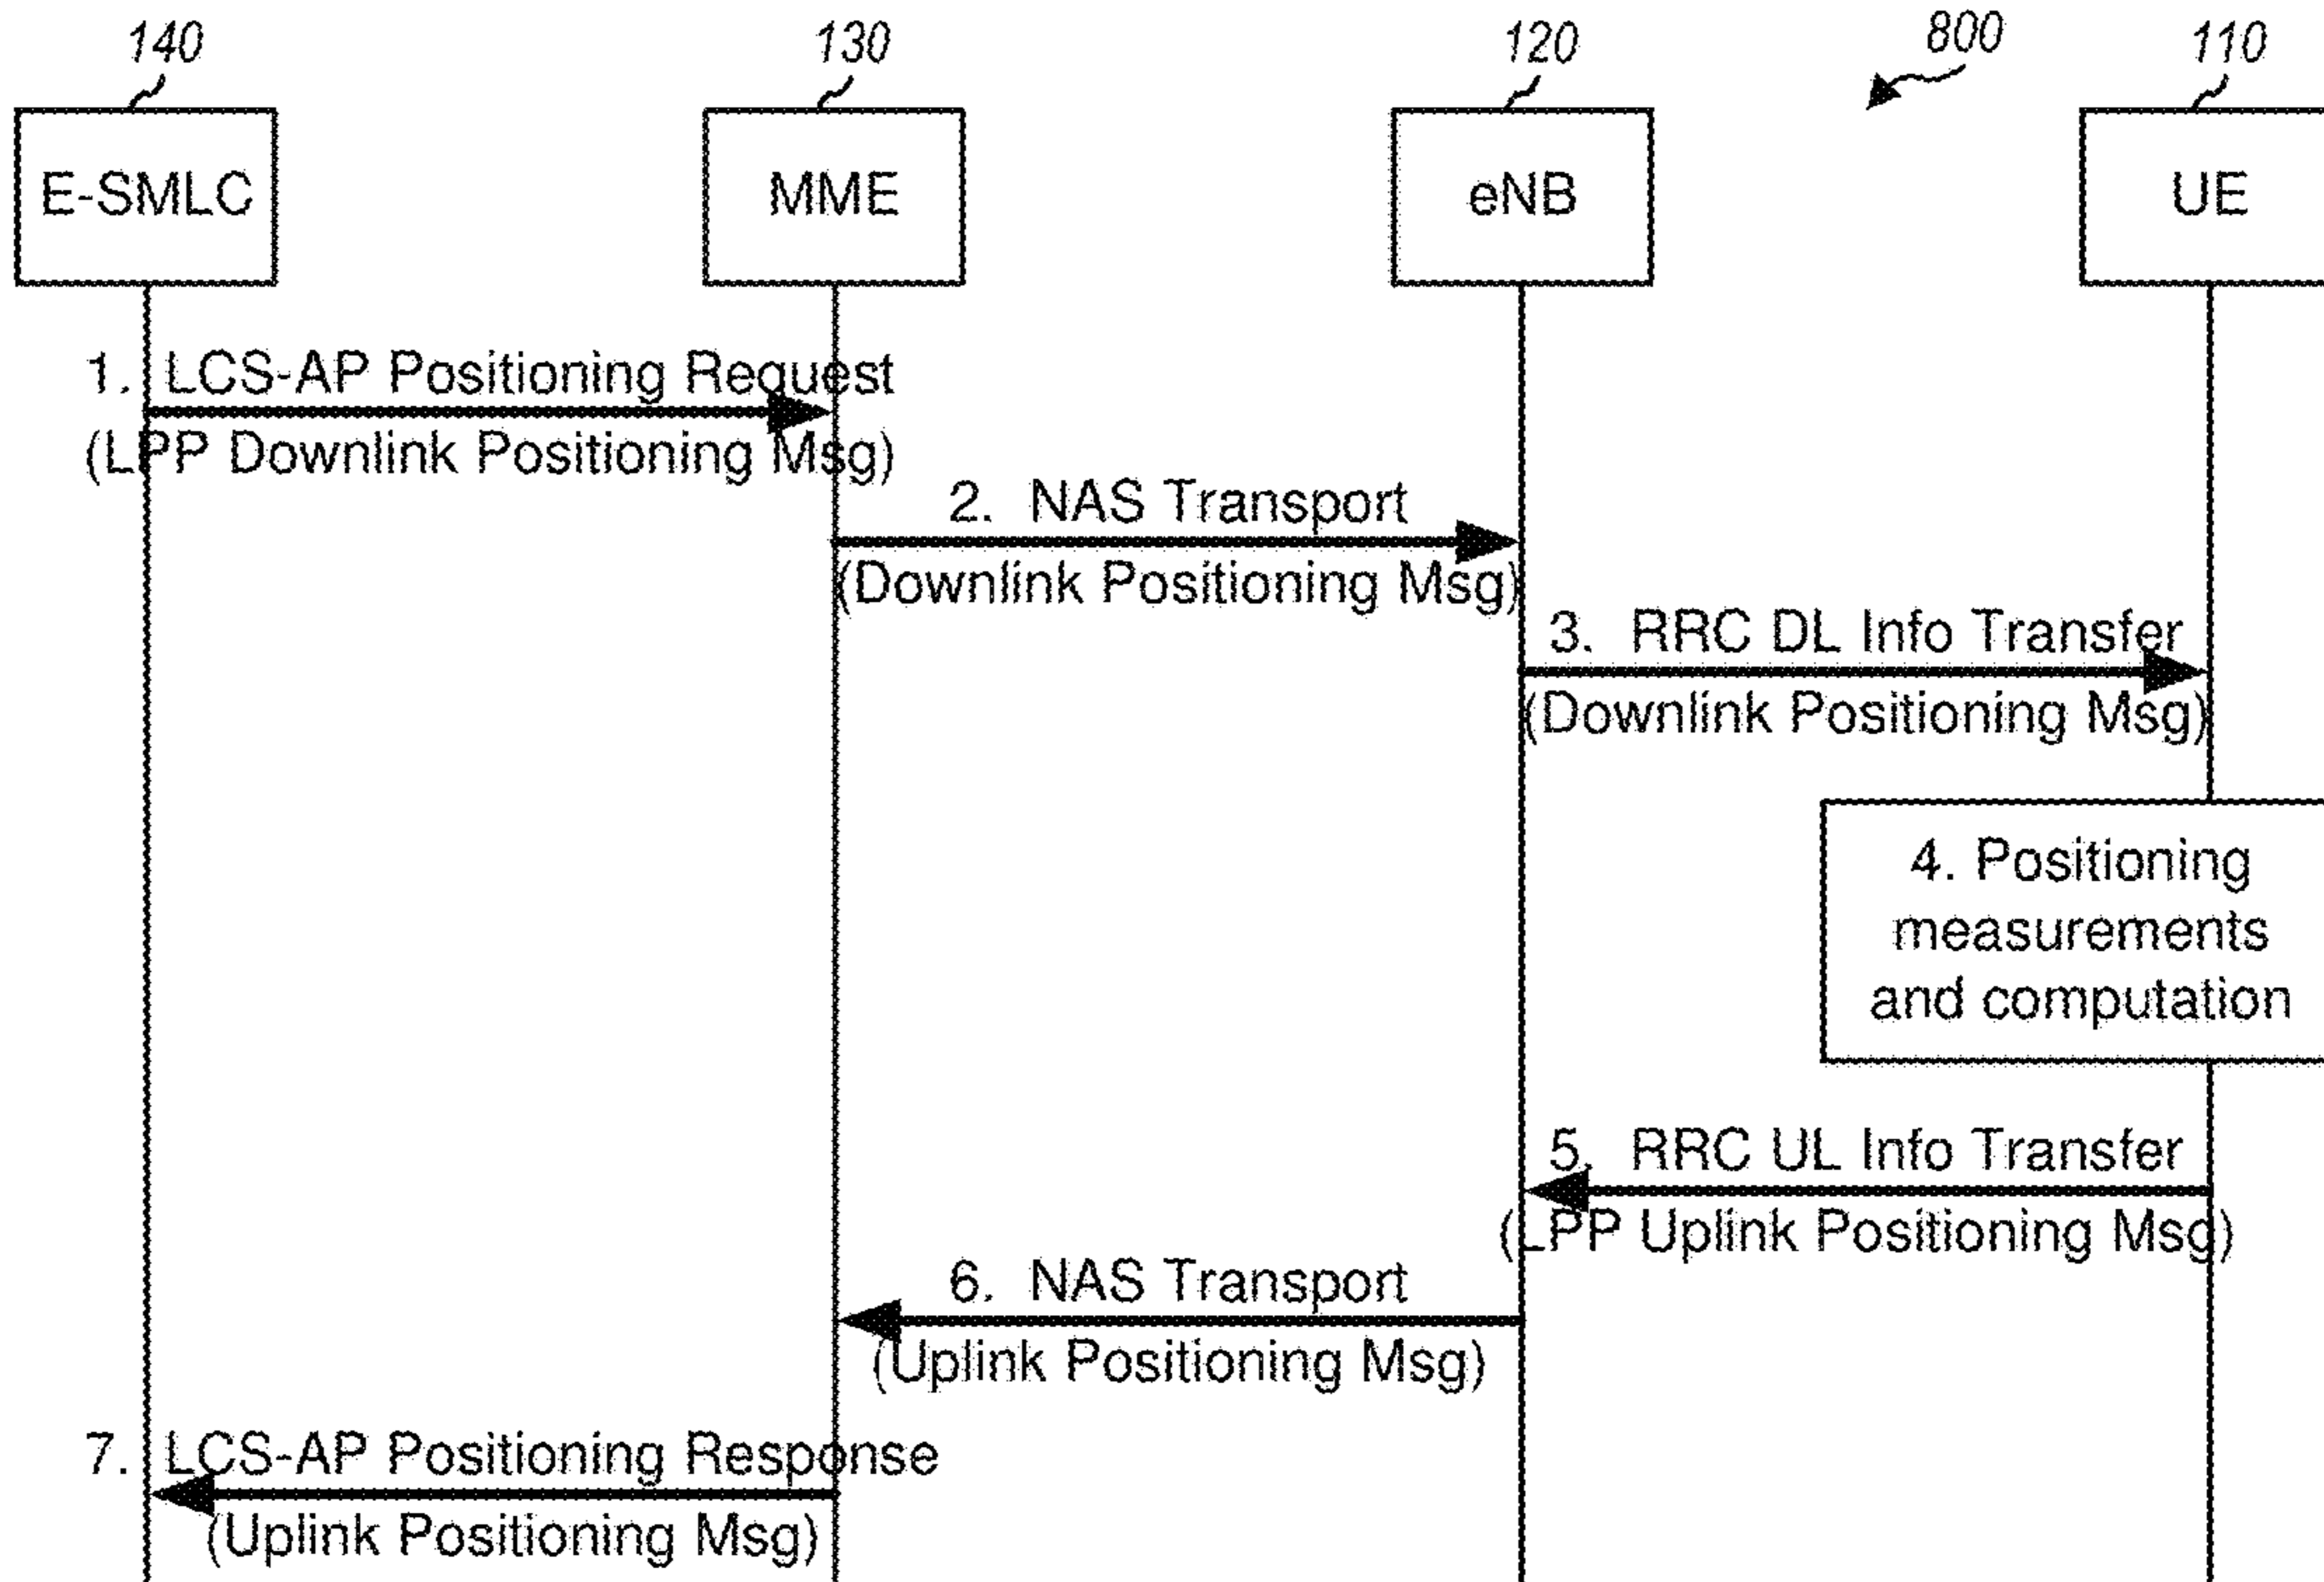 140 130 120 800 110
E-SMLC MME eNB UE
1. LCS-AP Positioning Request
(LPP Downlink Positioning Msg)
2. NAS Transport
(Downlink Positioning Msg)
3. RRC DL Info Transfer
(Downlink Positioning Msg)
4. Positioning
measurements
and computation
5. RRC UL Info Transfer
(LPP Uplink Positioning Msg)
6. NAS Transport
(Uplink Positioning Msg)
7. LCS-AP Positioning Response
(Uplink Positioning Msg)